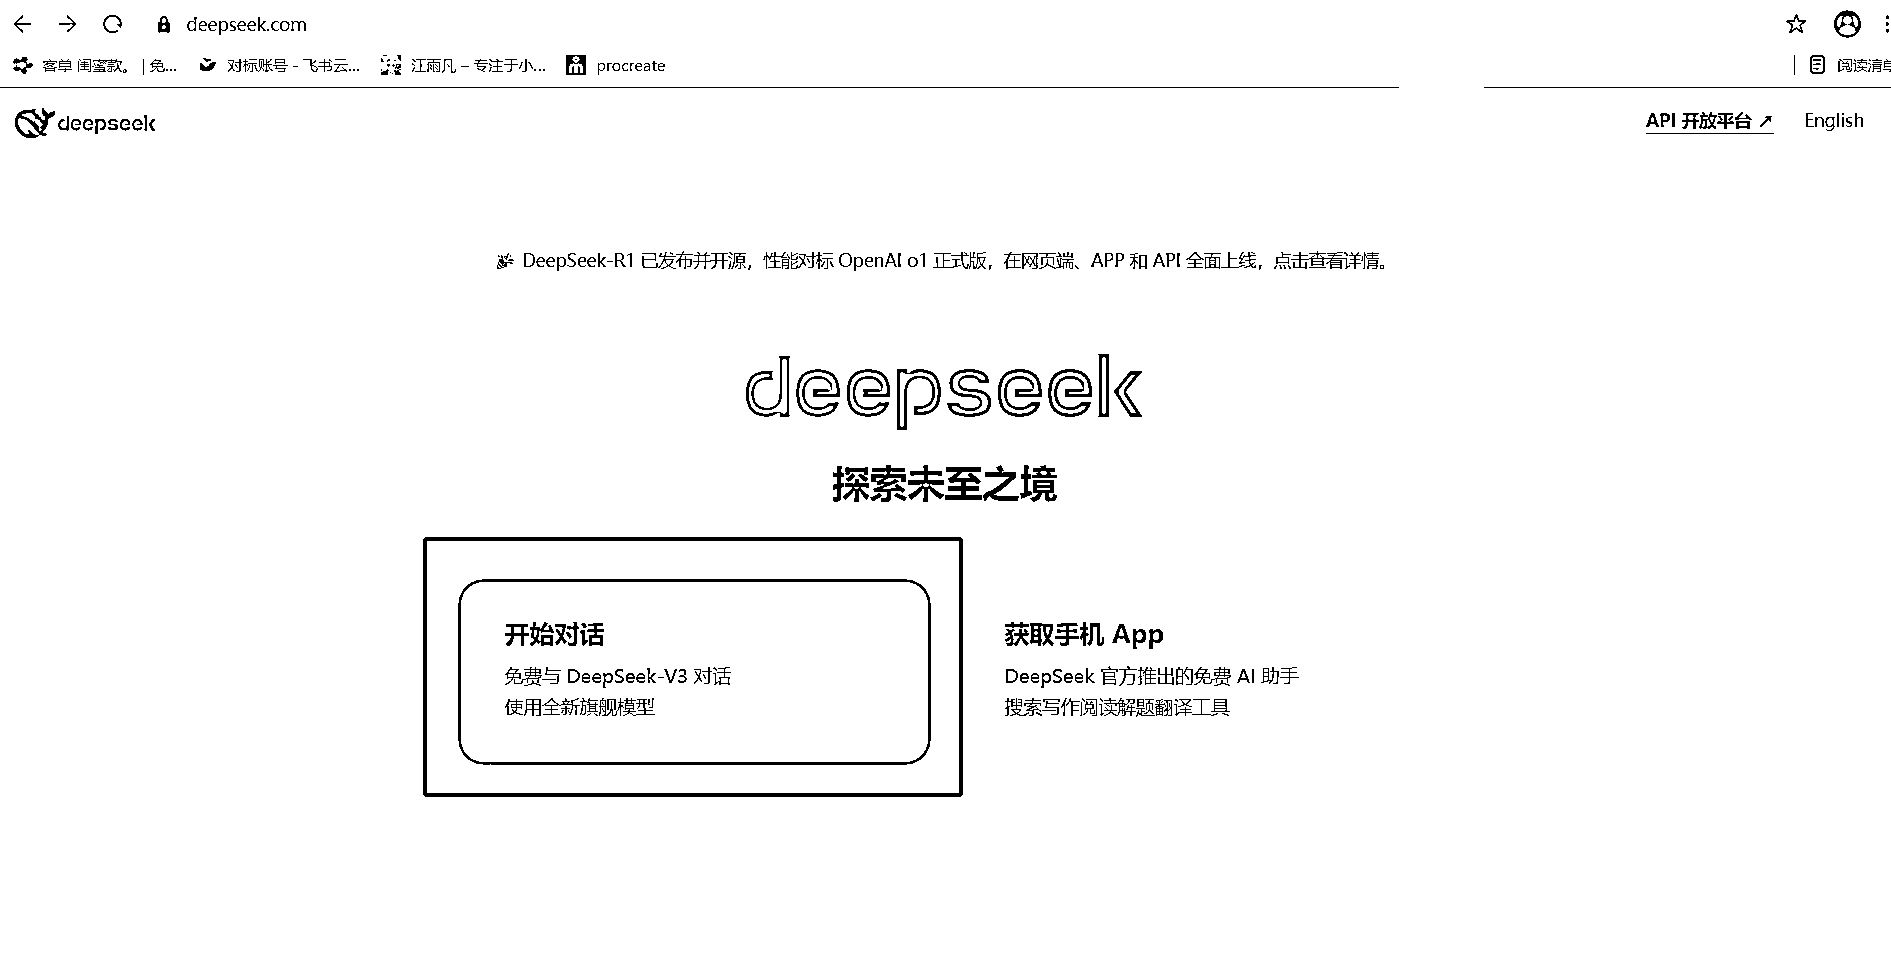 deepseek.com
客单 闺蜜款。 | 免...
对标账号 - 飞书云...
江雨凡 – 专注于小...
procreate
阅读清单
deepseek
API 开放平台 ↗
English
🎉 DeepSeek-R1 已发布并开源，性能对标 OpenAI o1 正式版，在网页端、APP 和 API 全面上线，点击查看详情。
deepseek
探索未至之境
开始对话
免费与 DeepSeek-V3 对话
使用全新旗舰模型
获取手机 App
DeepSeek 官方推出的免费 AI 助手
搜索写作阅读解题翻译工具